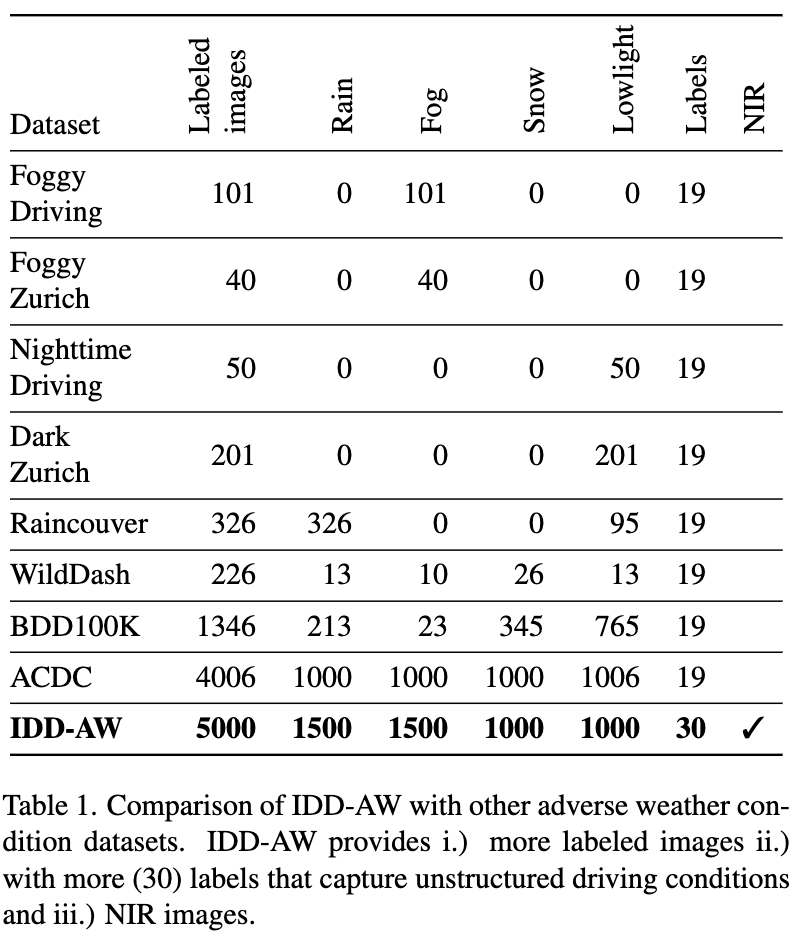 Dataset Labeled images Rain Fog Snow Lowlight Labels NIR
Foggy Driving 101 0 101 0 0 19
Foggy Zurich 40 0 40 0 0 19
Nighttime Driving 50 0 0 0 50 19
Dark Zurich 201 0 0 0 201 19
Raincouver 326 326 0 0 95 19
WildDash 226 13 10 26 13 19
BDD100K 1346 213 23 345 765 19
ACDC 4006 1000 1000 1000 1006 19
IDD-AW 5000 1500 1500 1000 1000 30 ✓
Table 1. Comparison of IDD-AW with other adverse weather con-
dition datasets. IDD-AW provides i.) more labeled images ii.)
with more (30) labels that capture unstructured driving conditions
and iii.) NIR images.